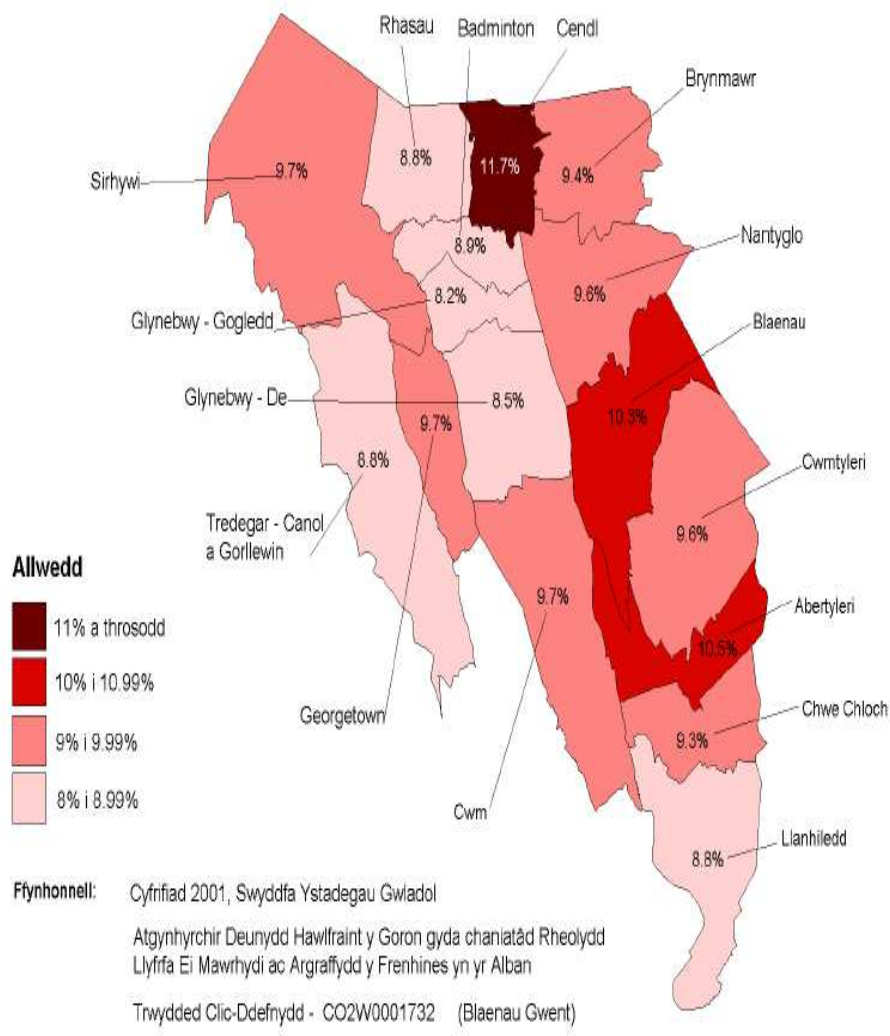 Rhasau
Badminton
Cendl
Brynmawr
Sirhywi
9.7%
8.8%
11.7%
9.4%
Nantyglo
8.9%
9.6%
8.2%
Glynebwy - Gogledd
Blaenau
Glynebwy - De
8.5%
9.7%
10.3%
8.8%
Cwmtyleri
Tredegar - Canol
a Gorllewin
9.6%
Allwedd
9.7%
Abertyleri
11% a throsodd
10.5%
10% i 10.99%
Georgetown
Chwe Chloch
9% i 9.99%
9.3%
8% i 8.99%
Cwm
Llanhiledd
8.8%
Ffynhonnell: Cyfrifiad 2001, Swyddfa Ystadegau Gwladol
Atgynhyrchir Deunydd Hawlfraint y Goron gyda chaniatâd Rheolydd
Llyfrfa Ei Mawrhydi ac Argraffydd y Frenhines yn yr Alban
Trwydded Clic-Ddefnydd - CO2W0001732 (Blaenau Gwent)